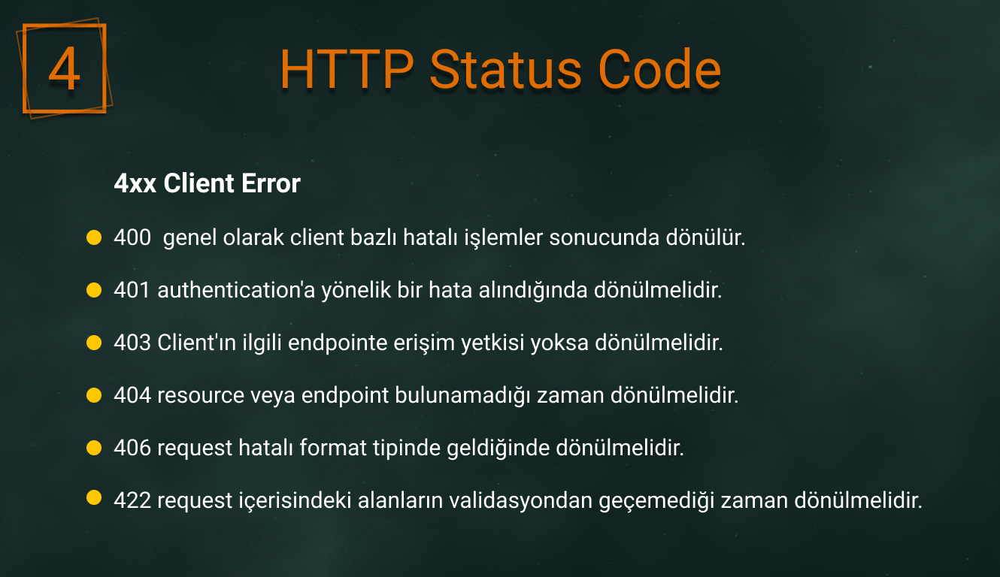 4
HTTP Status Code
4xx Client Error
400 genel olarak client bazlı hatalı işlemler sonucunda dönülür.
401 authentication'a yönelik bir hata alındığında dönülmelidir.
403 Client'ın ilgili endpointe erişim yetkisi yoksa dönülmelidir.
404 resource veya endpoint bulunamadığı zaman dönülmelidir.
406 request hatalı format tipinde geldiğinde dönülmelidir.
422 request içerisindeki alanların validasyondan geçemediği zaman dönülmelidir.